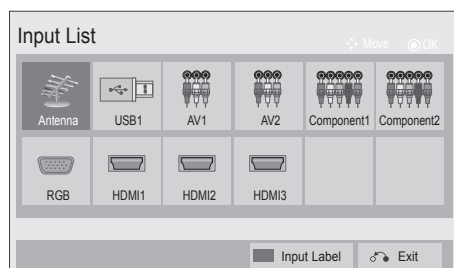 Input List
Move OK
Antenna USB1 AV1 AV2 Component1 Component2
RGB HDMI1 HDMI2 HDMI3
Input Label Exit